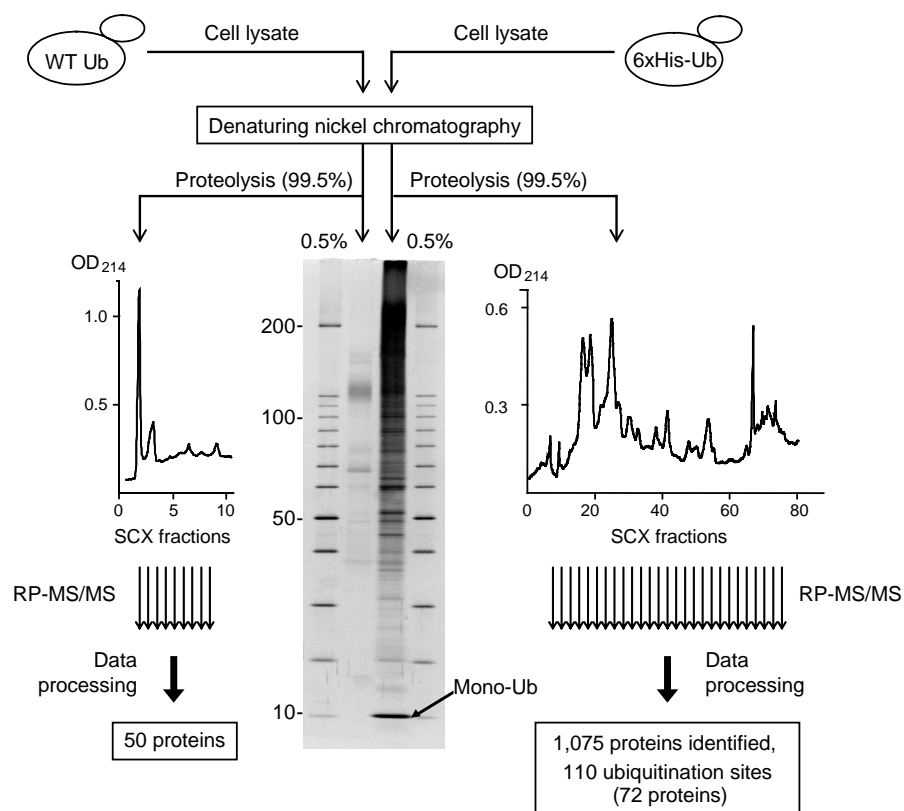 Cell lysate
Cell lysate
WT Ub
6xHis-Ub
Denaturing nickel chromatography
Proteolysis (99.5%)
Proteolysis (99.5%)
0.5%
0.5%
OD214
1.0
0.5
0
5
10
SCX fractions
200-
100-
50-
10-
Mono-Ub
OD214
0.6
0.3
0
20
40
60
80
SCX fractions
RP-MS/MS
RP-MS/MS
Data
processing
Data
processing
50 proteins
1,075 proteins identified,
110 ubiquitination sites
(72 proteins)